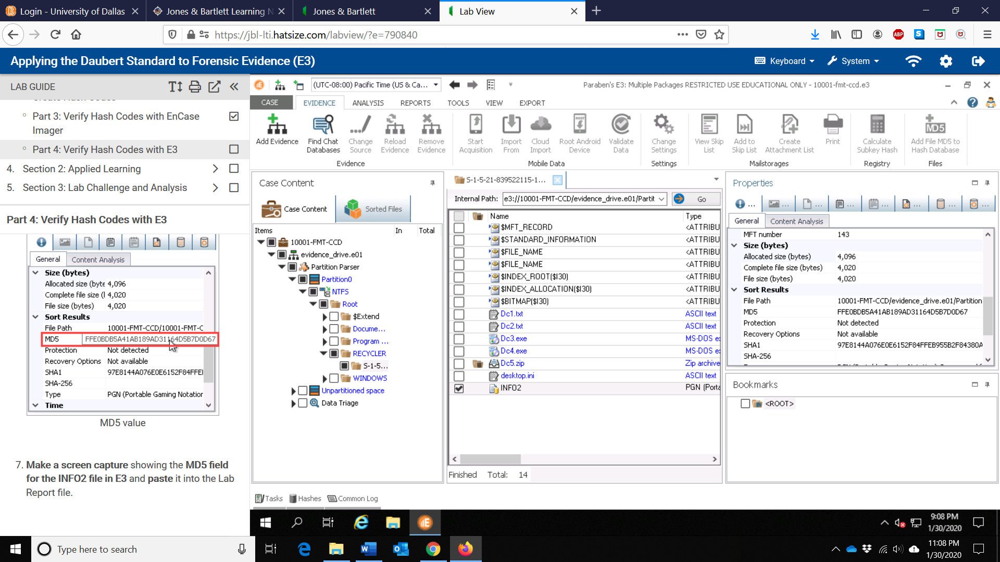 Login - University of Dallas
Jones & Bartlett Learning N
Jones & Bartlett
Lab View
https://jbl-lti.hatsize.com/labview/?e=790840
ABP
S
Applying the Daubert Standard to Forensic Evidence (E3)
Keyboard
System
LAB GUIDE
Part 3: Verify Hash Codes with EnCase
Imager
Part 4: Verify Hash Codes with E3
4. Section 2: Applied Learning
5. Section 3: Lab Challenge and Analysis
Part 4: Verify Hash Codes with E3
General
Content Analysis
Size (bytes)
Allocated size (byte 4,096
Complete file size (l 4,020
File size (bytes) 4,020
Sort Results
File Path 10001-FMT-CCD/10001-FMT-C
MD5 FFE0BDB5A41AB189AD31164D5B7D0D67
Protection Not detected
Recovery Options Not available
SHA1 97E8144A076E0E6152F84FFEI
SHA-256
Type PGN (Portable Gaming Notation
Time
MD5 value
7. Make a screen capture showing the MD5 field
for the INFO2 file in E3 and paste it into the Lab
Report file.
(UTC-08:00) Pacific Time (US & Ca...
Paraben's E3: Multiple Packages RESTRICTED USE EDUCATIONAL ONLY - 10001-fmt-ccd.e3
CASE
EVIDENCE
ANALYSIS
REPORTS
TOOLS
VIEW
EXPORT
Add Evidence
Find Chat
Databases
Change
Source
Reload
Evidence
Remove
Evidence
Evidence
Start
Acquisition
Import
From
Cloud
Import
Root Android
Device
Validate
Data
Mobile Data
Change
Settings
Settings
View Skip
List
Add to
Skip List
Create
Attachment List
Print
Mailstorages
Calculate
Subkey Hash
Registry
MD5
Add File MD5 to
Hash Database
Files
Case Content
Case Content
Sorted Files
Items In Total
10001-FMT-CCD
evidence_drive.e01
Partition Parser
Partition0
NTFS
Root
$Extend
Docume...
Program ...
RECYCLER
S-1-5...
WINDOWS
Unpartitioned space
Data Triage
S-1-5-21-839522115-1...
Internal Path: e3://10001-FMT-CCD/evidence_drive.e01/Partit
Go
Name Type
$MFT_RECORD <ATTRIBU
$STANDARD_INFORMATION <ATTRIBU
$FILE_NAME <ATTRIBU
$FILE_NAME <ATTRIBU
$INDEX_ROOT($I30) <ATTRIBU
$INDEX_ALLOCATION($I30) <ATTRIBU
$BITMAP($I30) <ATTRIBU
Dc1.txt ASCII text
Dc2.txt ASCII text
Dc3.exe MS-DOS e
Dc4.exe MS-DOS e
Dc5.zip Zip archive
desktop.ini ASCII text
INFO2 PGN (Porta
Finished Total: 14
Properties
General
Content Analysis
MFT number 143
Size (bytes)
Allocated size (bytes) 4,096
Complete file size (bytes) 4,020
File size (bytes) 4,020
Sort Results
File Path 10001-FMT-CCD/evidence_drive.e01/Partition
MD5 FFE0BDB5A41AB189AD31164D5B7D0D67
Protection Not detected
Recovery Options Not available
SHA1 97E8144A076E0E6152F84FFEB955B2F84380A
SHA-256
Bookmarks
<ROOT>
Tasks
Hashes
Common Log
9:08 PM
1/30/2020
Type here to search
11:08 PM
1/30/2020